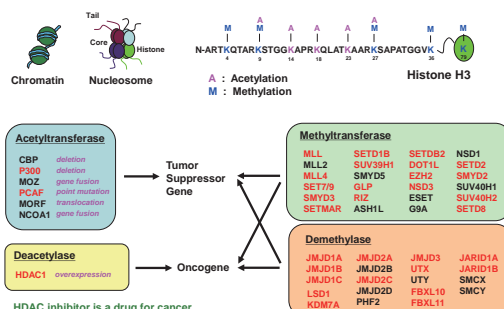 Tail
Core
Histone
Chromatin
Nucleosome
A
A
A
A
A
M
M
M
M
M
N-ARTKQTARKSTGGKAPRKQLATKAARKSAPATGGVK
4
9
14
18
23
27
36
79
A : Acetylation
M : Methylation
Histone H3
Acetyltransferase
CBP deletion
P300 deletion
MOZ gene fusion
PCAF point mutation
MORF translocation
NCOA1 gene fusion
Deacetylase
HDAC1 overexpression
HDAC inhibitor is a drug for cancer
Tumor
Suppressor
Gene
Oncogene
Methyltransferase
MLL SETD1B SETDB2 NSD1
MLL2 SUV39H1 DOT1L SETD2
MLL4 SMYD5 EZH2 SMYD2
SET7/9 GLP NSD3 SUV40H1
SMYD3 RIZ ESET SUV40H2
SETMAR ASH1L G9A SETD8
Demethylase
JMJD1A JMJD2A JMJD3 JARID1A
JMJD1B JMJD2B UTX JARID1B
JMJD1C JMJD2C UTY SMCX
LSD1 JMJD2D FBXL10 SMCY
KDM7A PHF2 FBXL11